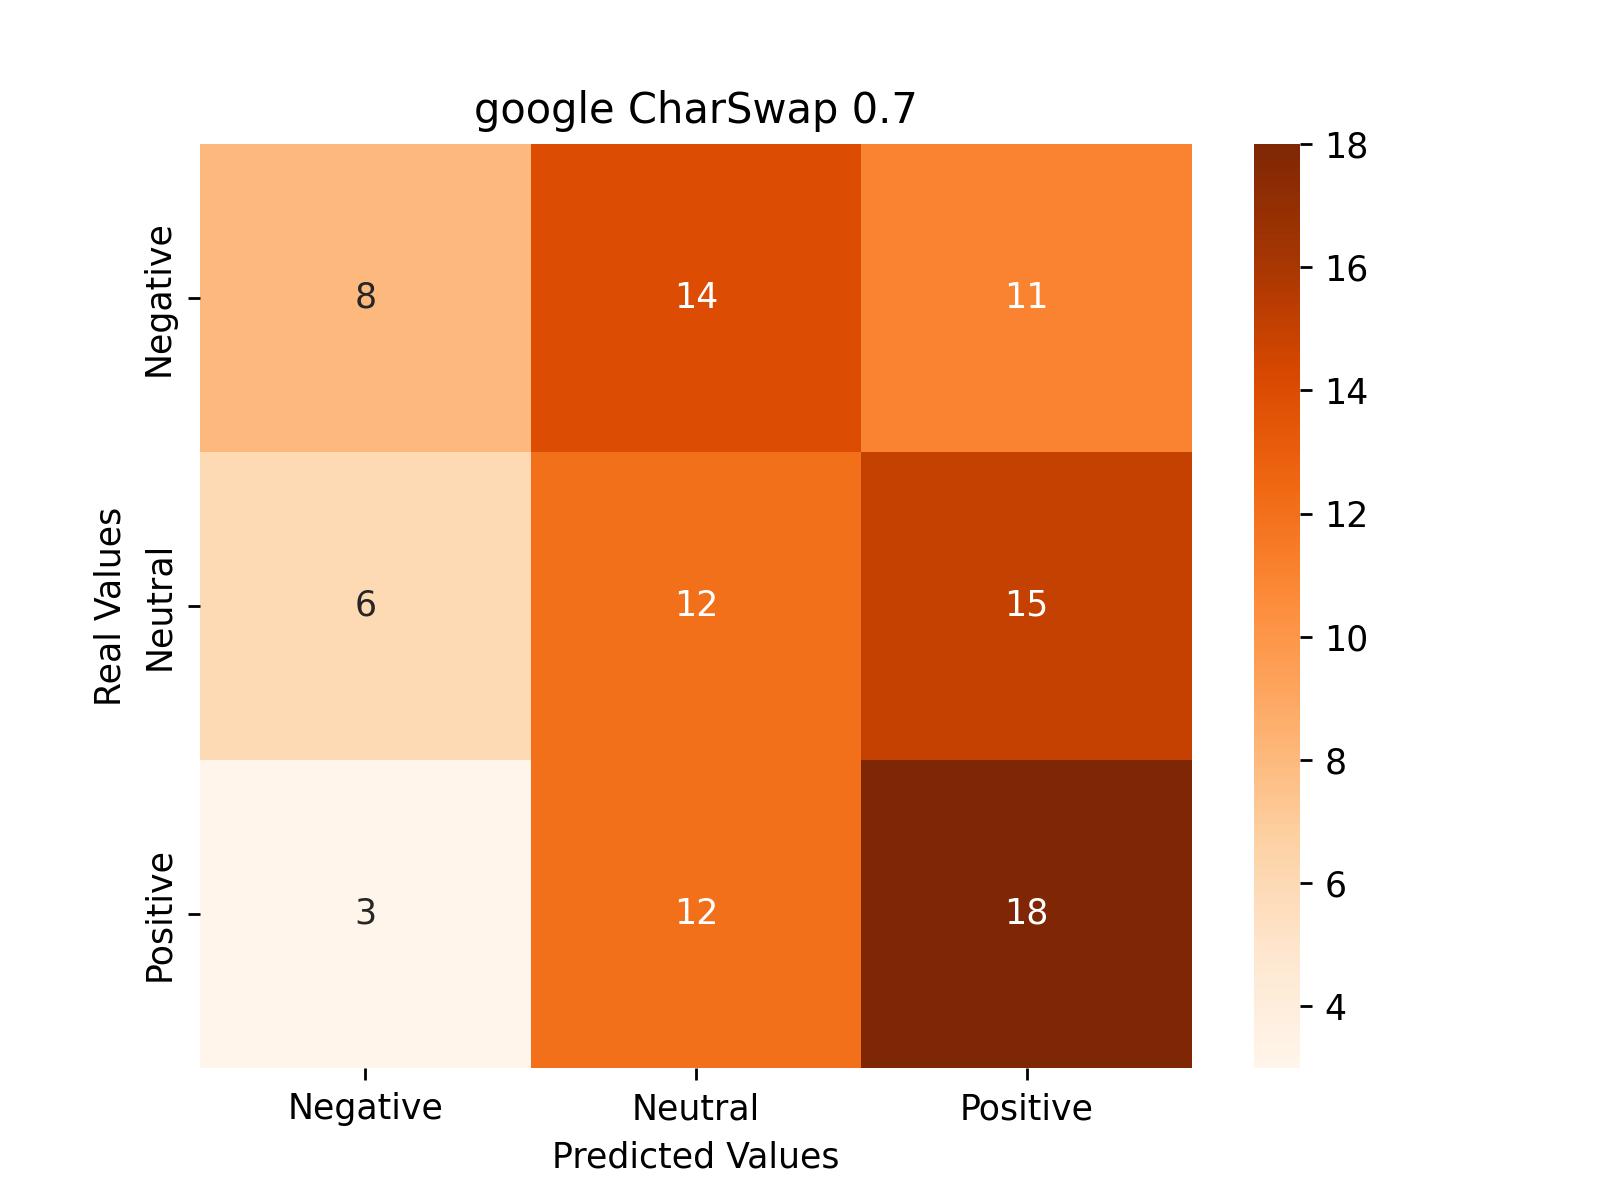 google CharSwap 0.7
Real Values
Negative
8 14 11
Neutral
6 12 15
Positive
3 12 18
Negative Neutral Positive
Predicted Values
18
16
14
12
10
8
6
4